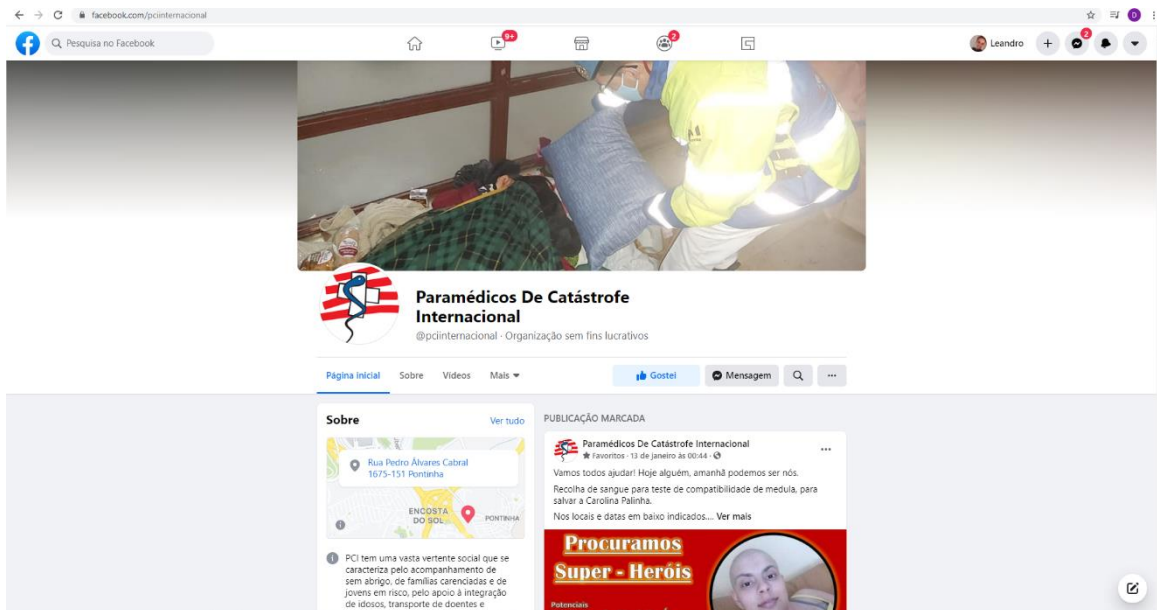 facebook.com/pciinternacional
D
Pesquisa no Facebook
9+
2
Leandro
2
Paramédicos De Catástrofe
Internacional
@pciinternacional · Organização sem fins lucrativos
Página inicial Sobre Vídeos Mais
Gostei Mensagem
Sobre Ver tudo
Rua Pedro Álvares Cabral
1675-151 Pontinha
ENCOSTA
DO SOL
PONTINHA
PCI tem uma vasta vertente social que se
caracteriza pelo acompanhamento de
sem abrigo, de famílias carenciadas e de
jovens em risco, pelo apoio à integração
de idosos, transporte de doentes e
PUBLICAÇÃO MARCADA
Paramédicos De Catástrofe Internacional
Favoritos · 13 de janeiro às 00:44 ·
Vamos todos ajudar! Hoje alguém, amanhã podemos ser nós.
Recolha de sangue para teste de compatibilidade de medula, para
salvar a Carolina Palinha.
Nos locais e datas em baixo indicados.... Ver mais
Procuramos
Super - Heróis
Potenciais